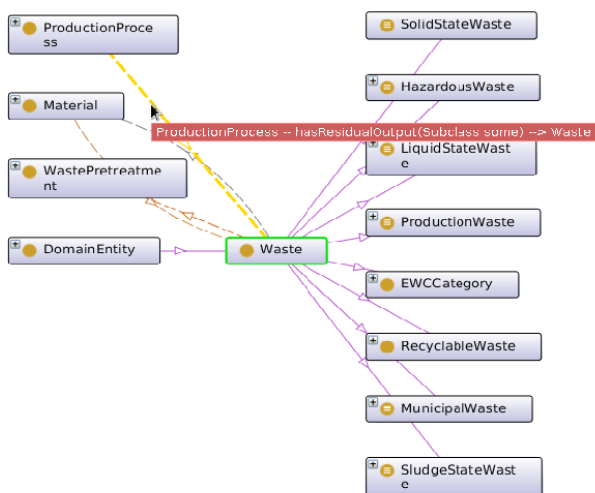 ProductionProce
ss
Material
WastePretreatme
nt
DomainEntity
ProductionProcess -- hasResidualOutput(Subclass some) --> Waste
Waste
SolidStateWaste
HazardousWaste
LiquidStateWast
e
ProductionWaste
EWCCategory
RecyclableWaste
MunicipalWaste
SludgeStateWast
e